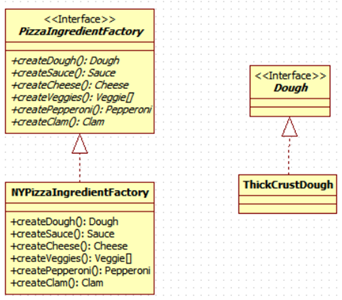 <<Interface>>
PizzaIngredientFactory
+createDough(): Dough
+createSauce(): Sauce
+createCheese(): Cheese
+createVeggies(): Veggie[]
+createPepperoni(): Pepperoni
+createClam(): Clam
<<Interface>>
Dough
NYPizzaIngredientFactory
+createDough(): Dough
+createSauce(): Sauce
+createCheese(): Cheese
+createVeggies(): Veggie[]
+createPepperoni(): Pepperoni
+createClam(): Clam
ThickCrustDough